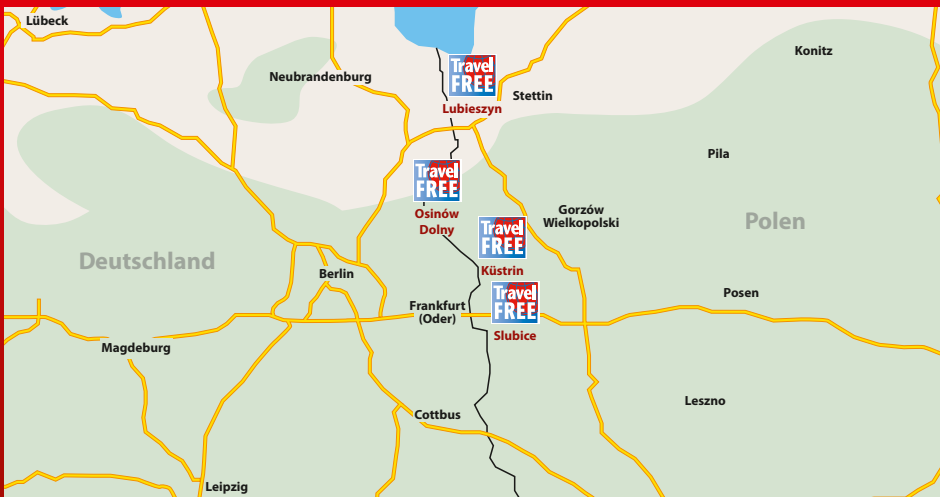 Lübeck
Konitz
Neubrandenburg
Travel
FREE
Stettin
Lubieszyn
Pila
Travel
FREE
Osinów
Dolny
Gorzów
Wielkopolski
Polen
Travel
FREE
Küstrin
Deutschland
Berlin
Travel
FREE
Slubice
Frankfurt
(Oder)
Posen
Magdeburg
Leszno
Cottbus
Leipzig